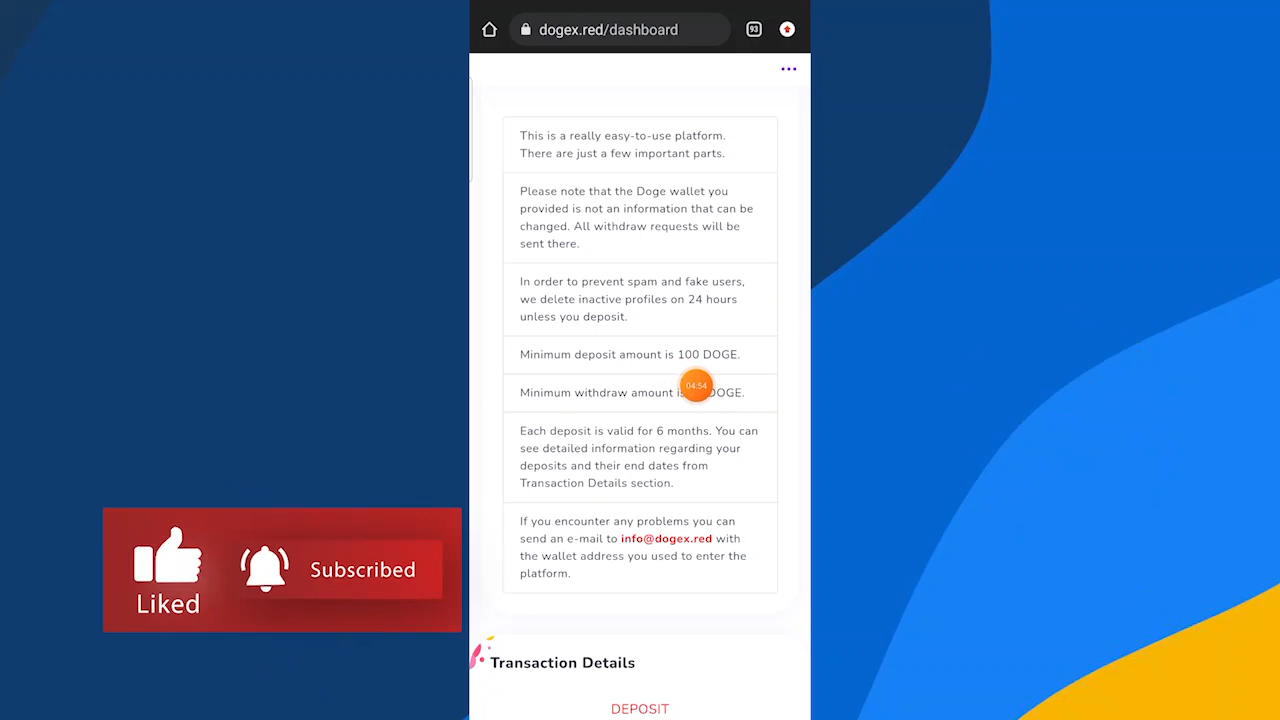 dogex.red/dashboard
93
This is a really easy-to-use platform.
There are just a few important parts.
Please note that the Doge wallet you
provided is not an information that can be
changed. All withdraw requests will be
sent there.
In order to prevent spam and fake users,
we delete inactive profiles on 24 hours
unless you deposit.
Minimum deposit amount is 100 DOGE.
04:54
Minimum withdraw amount is DOGE.
Each deposit is valid for 6 months. You can
see detailed information regarding your
deposits and their end dates from
Transaction Details section.
If you encounter any problems you can
send an e-mail to info@dogex.red with
the wallet address you used to enter the
platform.
Transaction Details
DEPOSIT
Liked
Subscribed